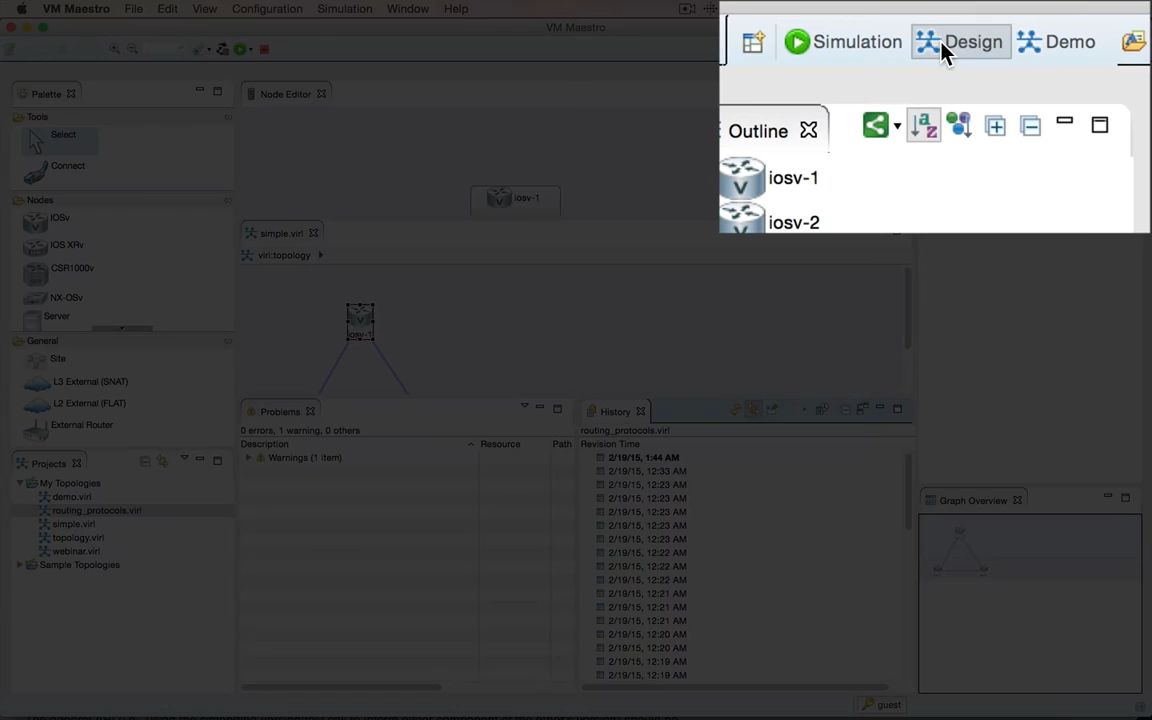 VM Maestro File Edit View Configuration Simulation Window Help
VM Maestro
Simulation Design Demo
Palette
Node Editor
Outline
Tools
Select
Connect
Nodes
IOSv
IOS XRv
CSR1000v
NX-OSv
Server
General
Site
L3 External (SNAT)
L2 External (FLAT)
External Router
Projects
My Topologies
demo.virl
routing_protocols.virl
simple.virl
topology.virl
webinar.virl
Sample Topologies
iosv-1
simple.virl
virl:topology
iosv-1
iosv-1
iosv-2
Problems
0 errors, 1 warning, 0 others
Description Resource Path
Warnings (1 item)
History
routing_protocols.virl
Revision Time
2/19/15, 1:44 AM
2/19/15, 12:33 AM
2/19/15, 12:23 AM
2/19/15, 12:23 AM
2/19/15, 12:23 AM
2/19/15, 12:23 AM
2/19/15, 12:23 AM
2/19/15, 12:22 AM
2/19/15, 12:22 AM
2/19/15, 12:22 AM
2/19/15, 12:21 AM
2/19/15, 12:21 AM
2/19/15, 12:21 AM
2/19/15, 12:20 AM
2/19/15, 12:20 AM
2/19/15, 12:19 AM
2/19/15, 12:19 AM
Graph Overview
guest